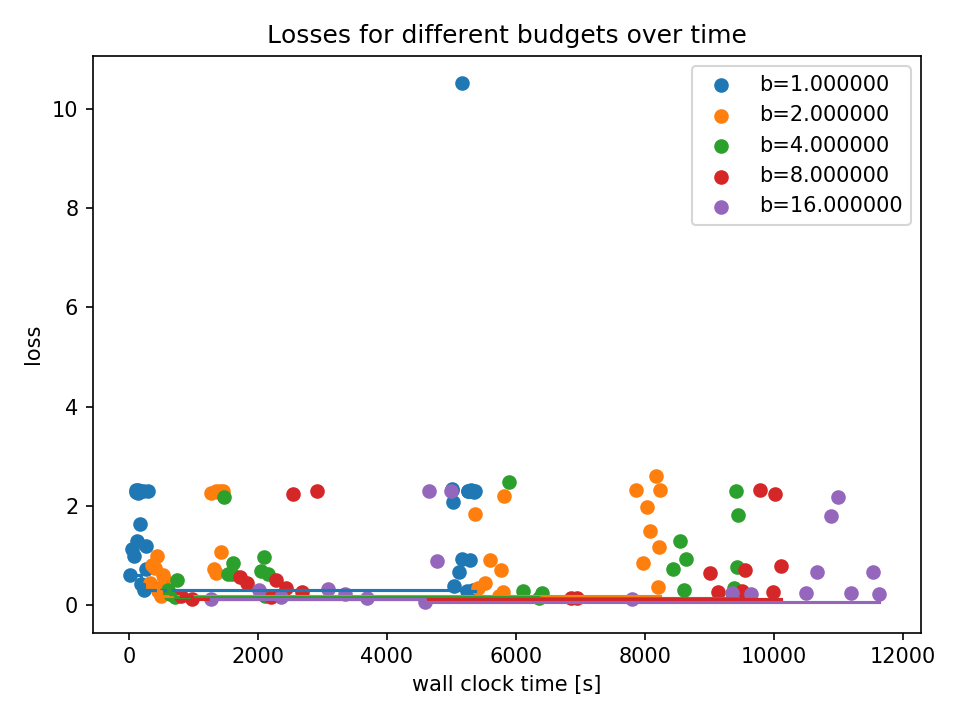 Losses for different budgets over time
b=1.000000
b=2.000000
b=4.000000
b=8.000000
b=16.000000
10
8
6
4
2
0
loss
0 2000 4000 6000 8000 10000 12000
wall clock time [s]